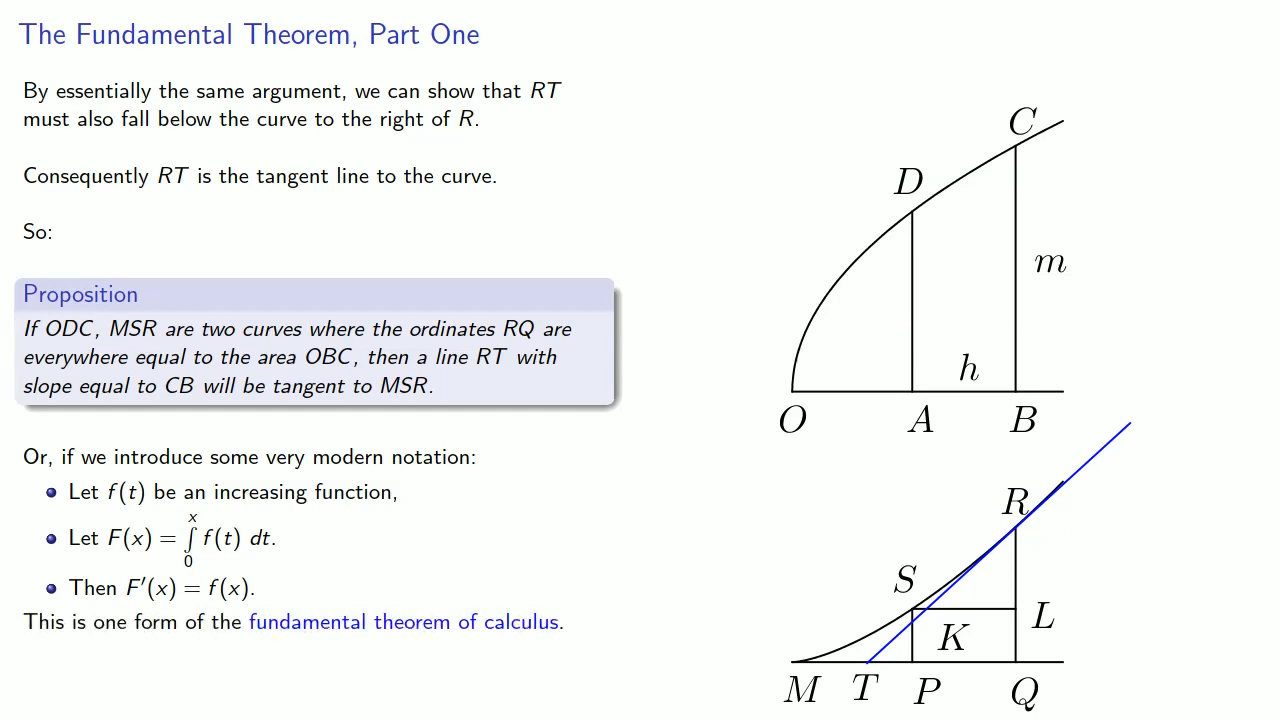 The Fundamental Theorem, Part One
By essentially the same argument, we can show that RT
must also fall below the curve to the right of R.
Consequently RT is the tangent line to the curve.
So:
Proposition
If ODC, MSR are two curves where the ordinates RQ are
everywhere equal to the area OBC, then a line RT with
slope equal to CB will be tangent to MSR.
Or, if we introduce some very modern notation:
Let f(t) be an increasing function,
Let F(x) = ∫₀ˣ f(t) dt.
Then F′(x) = f(x).
This is one form of the fundamental theorem of calculus.
C
D
m
h
O A B
R
S
L
K
M T P Q